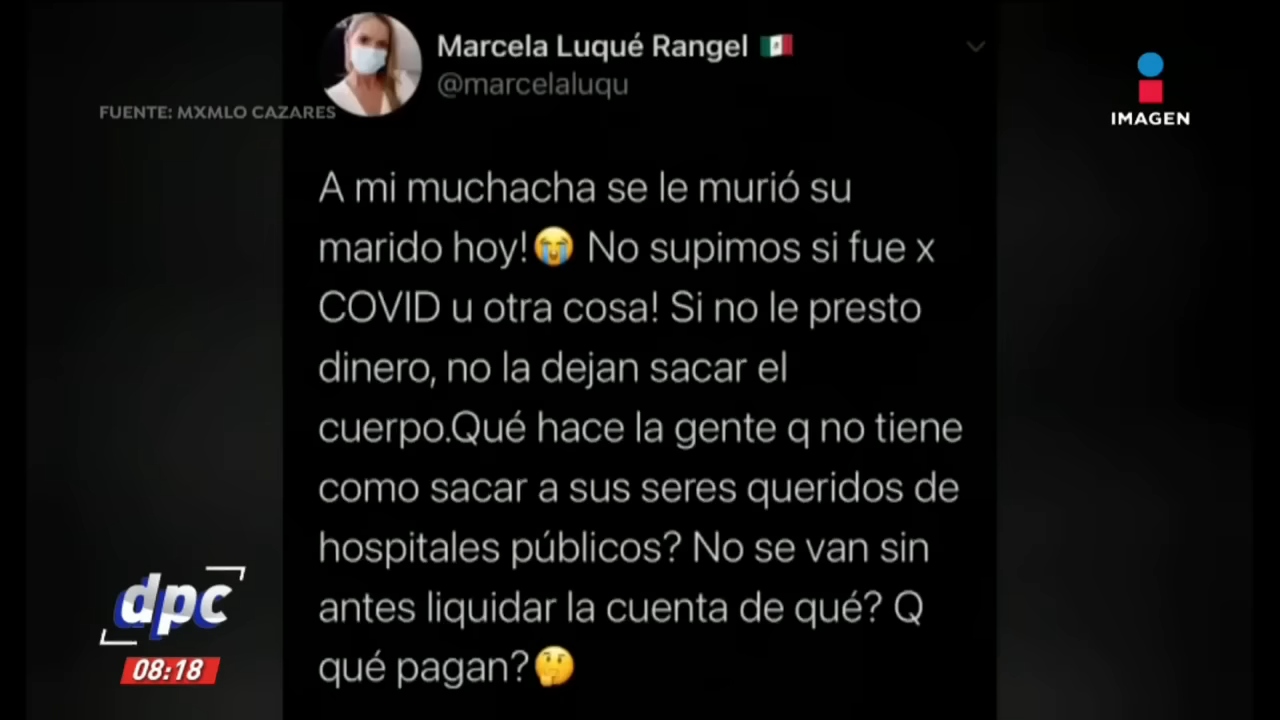 Marcela Luqué Rangel
@marcelaluqu
FUENTE: MXMLO CAZARES
IMAGEN
A mi muchacha se le murió su
marido hoy!😭 No supimos si fue x
COVID u otra cosa! Si no le presto
dinero, no la dejan sacar el
cuerpo.Qué hace la gente q no tiene
como sacar a sus seres queridos de
hospitales públicos? No se van sin
antes liquidar la cuenta de qué? Q
qué pagan?🤔
dpc
08:18